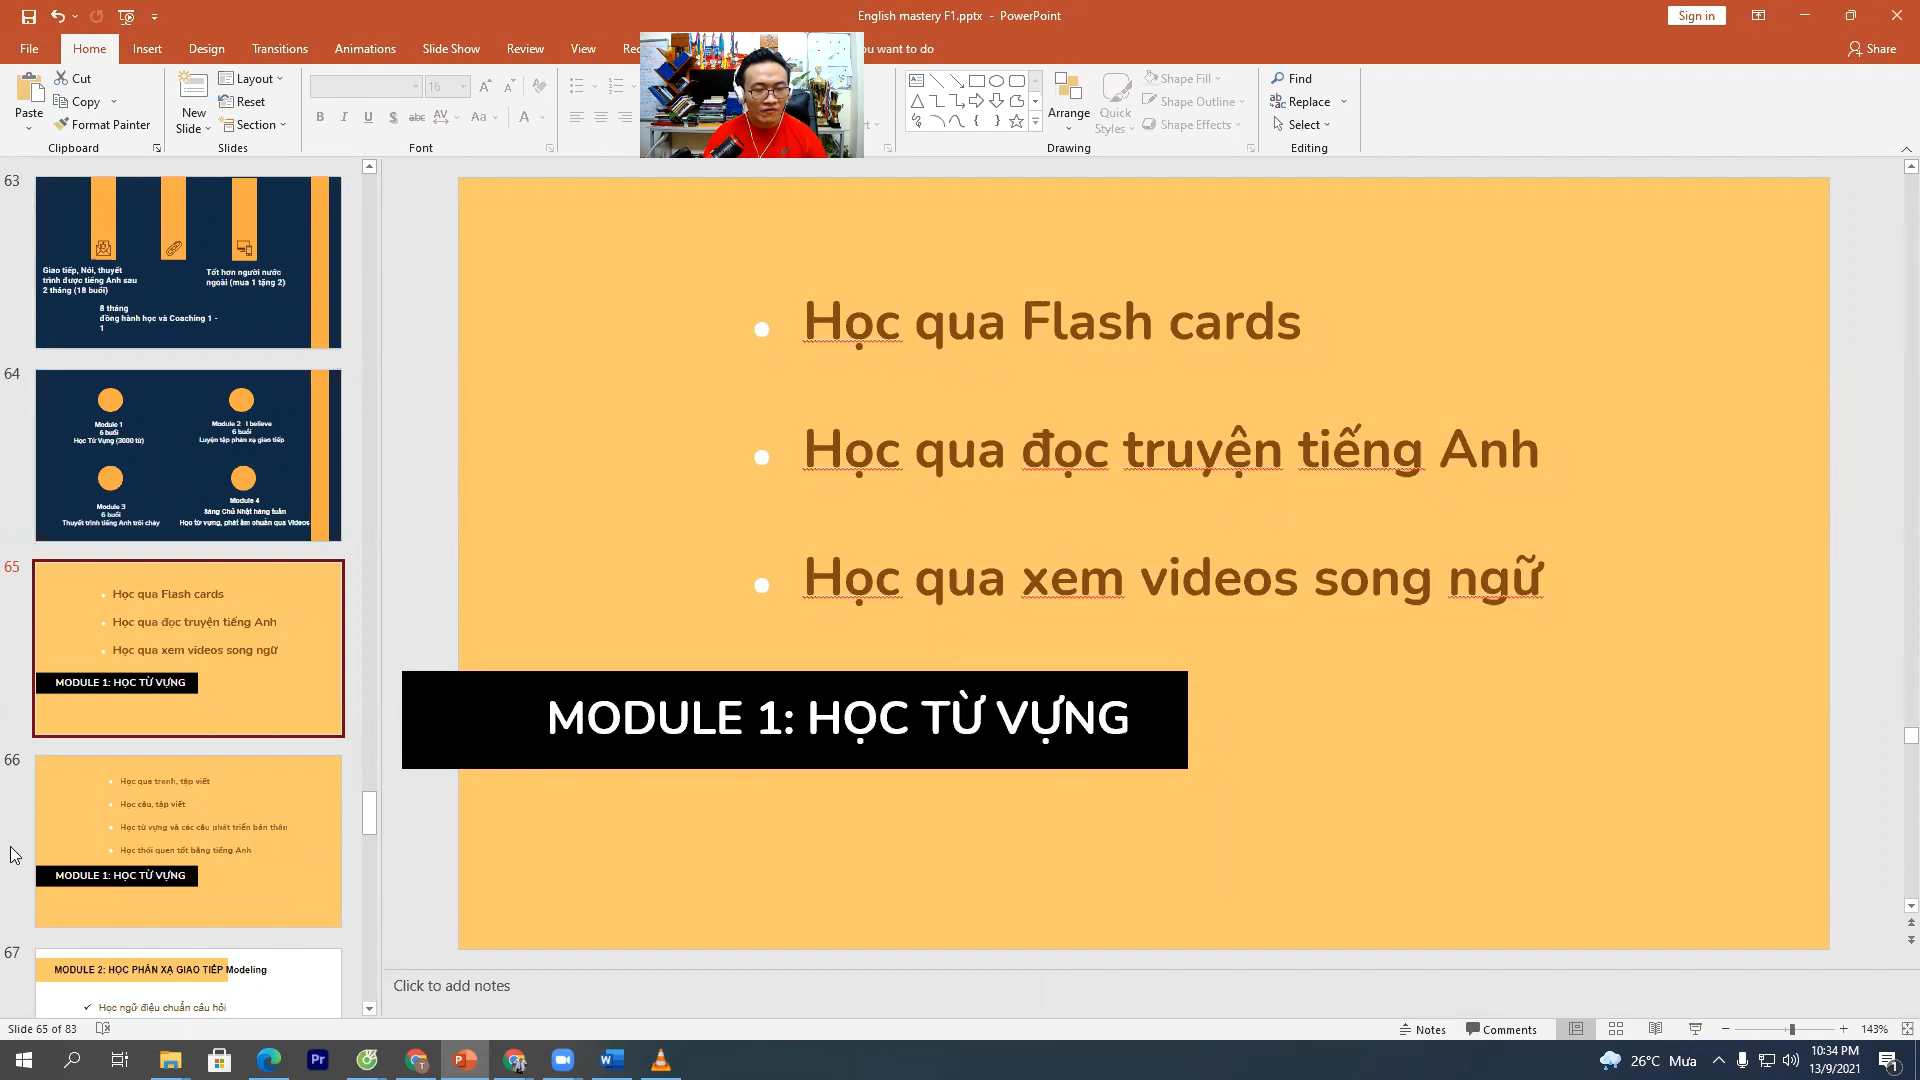 English mastery F1.pptx - PowerPoint
Sign in
File Home Insert Design Transitions Animations Slide Show Review View Rec you want to do
Share
Cut
Copy
Format Painter
Paste
Clipboard
New Slide
Layout
Reset
Section
Slides
16
Font
Arrange
Quick Styles
Shape Fill
Shape Outline
Shape Effects
Drawing
Find
Replace
Select
Editing
63
Giao tiếp, Nói, thuyết
trình được tiếng Anh sau
2 tháng (18 buổi)
Tốt hơn người nước
ngoài (mua 1 tặng 2)
8 tháng
đồng hành học và Coaching 1 -
1
64
Module 1
6 buổi
Học Từ Vựng (3000 từ)
Module 2 I believe
6 buổi
Luyện tập phản xạ giao tiếp
Module 3
6 buổi
Thuyết trình tiếng Anh trôi chảy
Module 4
Sáng Chủ Nhật hàng tuần
Học từ vựng, phát âm chuẩn qua Videos
65
Học qua Flash cards
Học qua đọc truyện tiếng Anh
Học qua xem videos song ngữ
MODULE 1: HỌC TỪ VỰNG
66
Học qua tranh, tập viết
Học câu, tập viết
Học từ vựng và các câu phát triển bản thân
Học thói quen tốt bằng tiếng Anh
MODULE 1: HỌC TỪ VỰNG
67
MODULE 2: HỌC PHẢN XẠ GIAO TIẾP Modeling
Học ngữ điệu chuẩn câu hỏi
Học qua Flash cards
Học qua đọc truyện tiếng Anh
Học qua xem videos song ngữ
MODULE 1: HỌC TỪ VỰNG
Click to add notes
Slide 65 of 83
Notes
Comments
143%
26°C Mưa
10:34 PM
13/9/2021
1